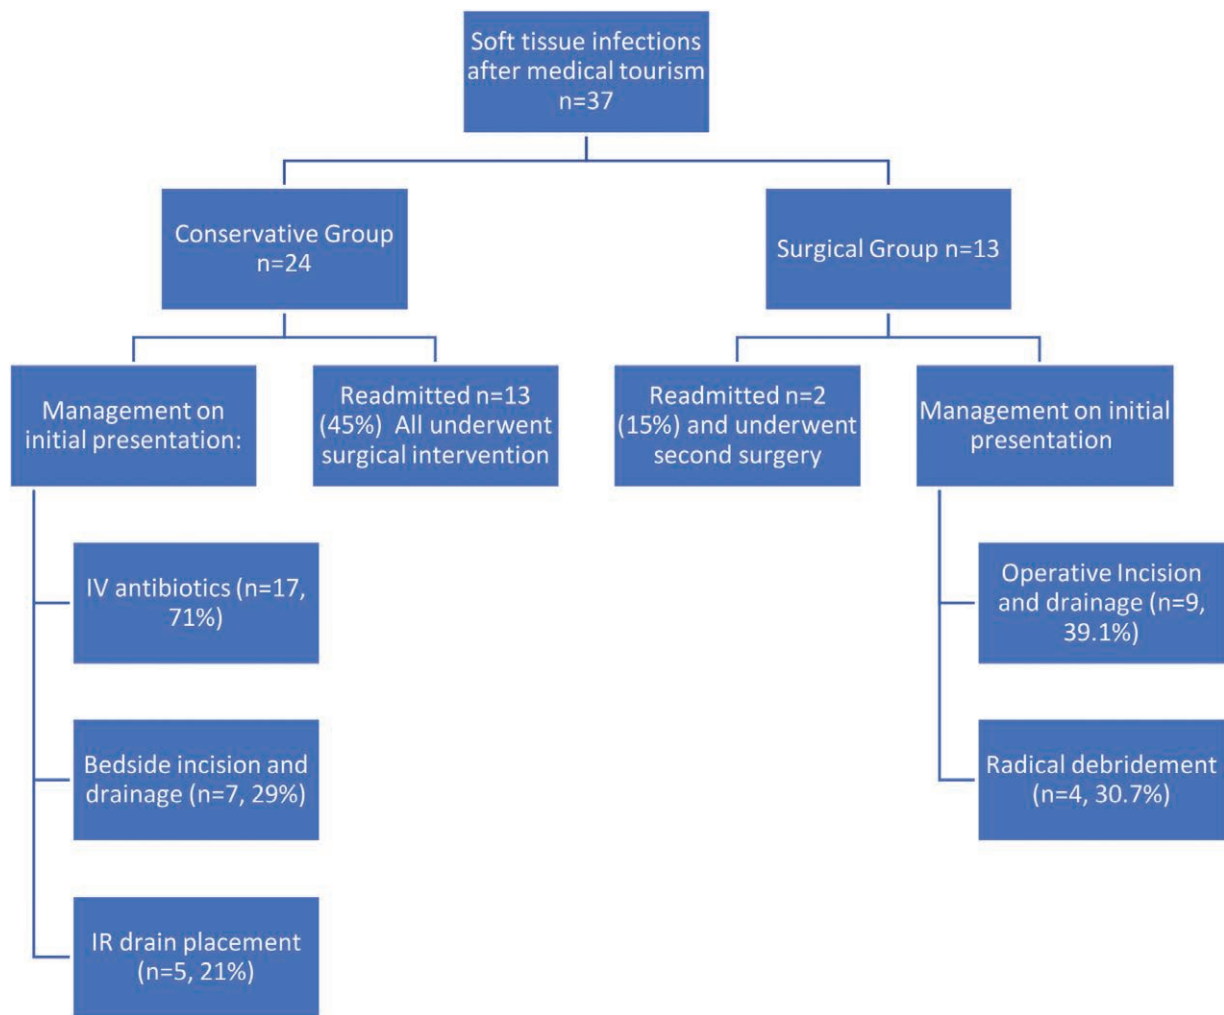 Soft tissue infections
after medical tourism
n=37
Conservative Group
n=24
Surgical Group n=13
Management on
initial presentation:
Readmitted n=13
(45%) All underwent
surgical intervention
Readmitted n=2
(15%) and underwent
second surgery
Management on initial
presentation
IV antibiotics (n=17,
71%)
Bedside incision and
drainage (n=7, 29%)
IR drain placement
(n=5, 21%)
Operative Incision
and drainage (n=9,
39.1%)
Radical debridement
(n=4, 30.7%)